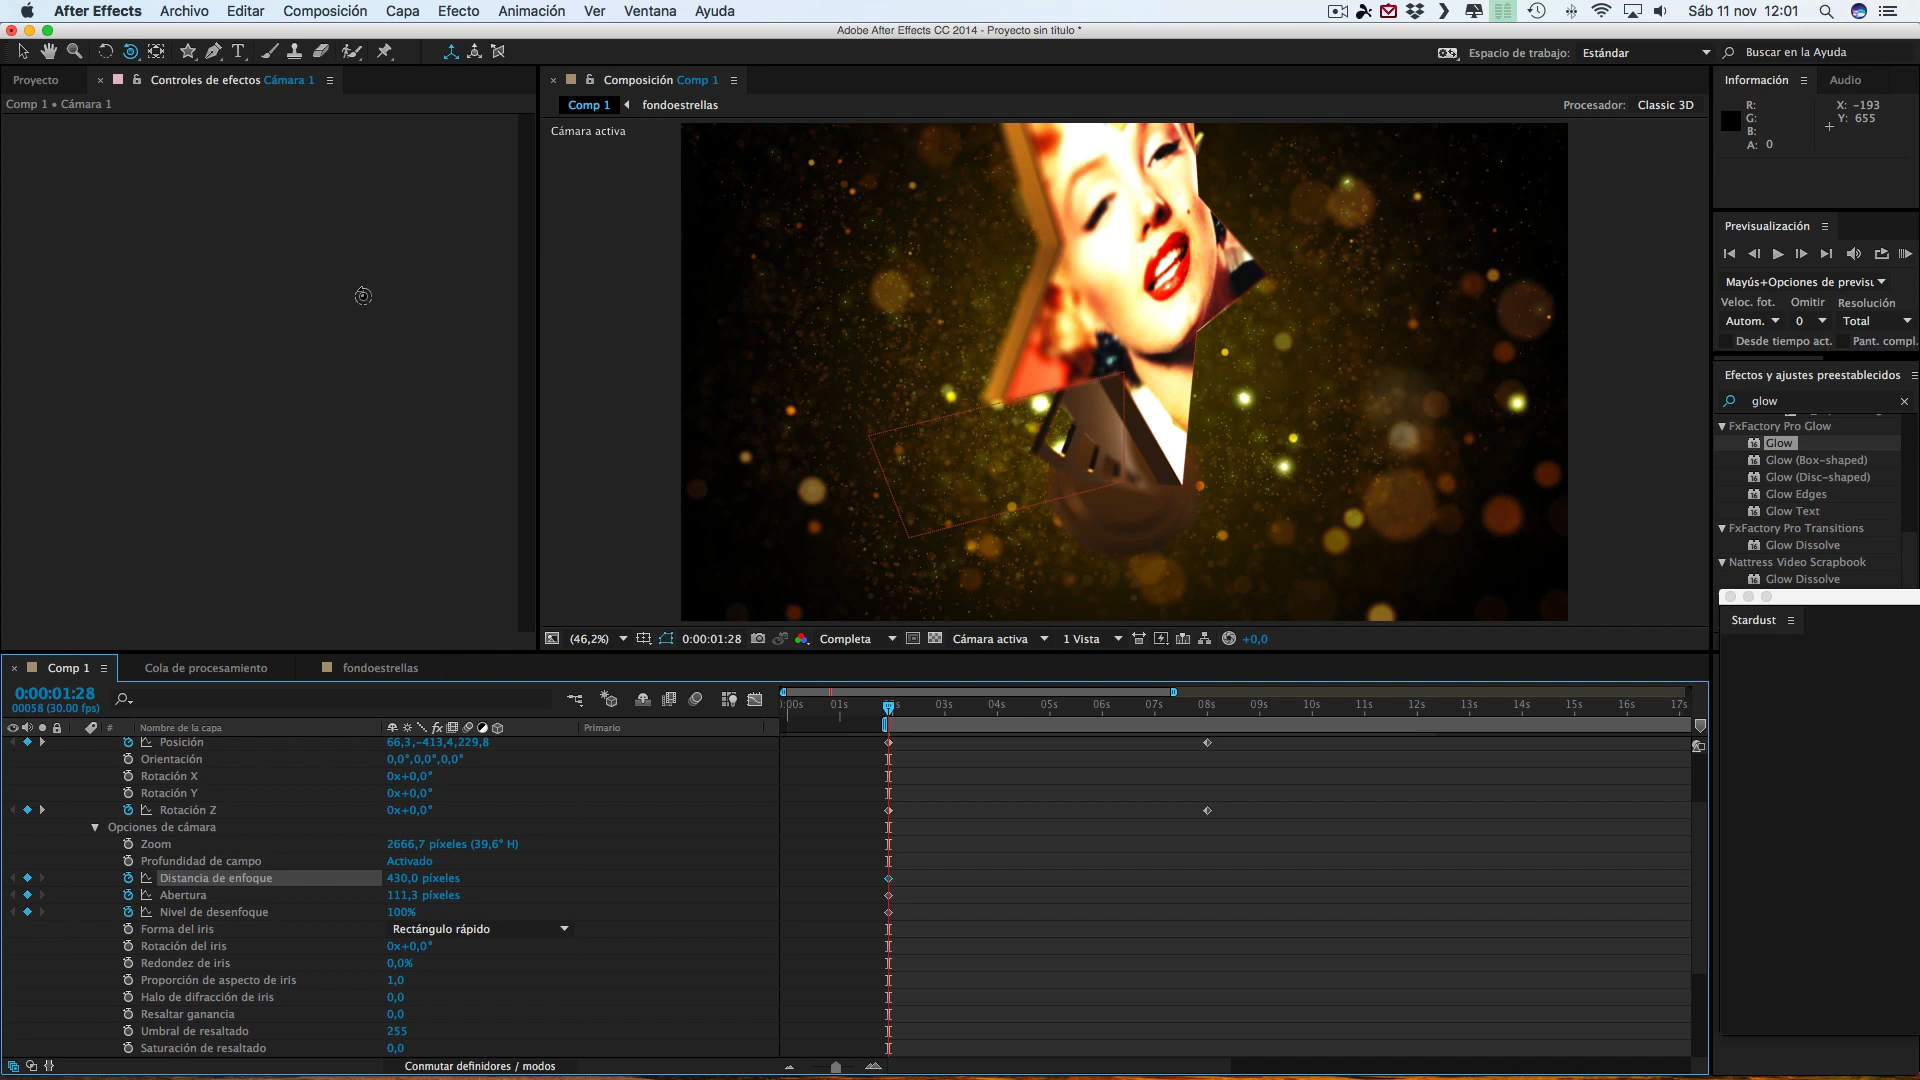 After Effects Archivo Editar Composición Capa Efecto Animación Ver Ventana Ayuda Sáb 11 nov 12:01
Adobe After Effects CC 2014 - Proyecto sin título *
Espacio de trabajo: Estándar Buscar en la Ayuda
Proyecto Controles de efectos Cámara 1
Comp 1 • Cámara 1
Composición Comp 1
Comp 1 fondoestrellas
Procesador: Classic 3D
Cámara activa
Información Audio
R: X: -193
G: Y: 655
B:
A: 0
Previsualización
Mayús+Opciones de previsu
Veloc. fot. Omitir Resolución
Autom. 0 Total
Desde tiempo act. Pant. compl.
Efectos y ajustes preestablecidos
glow
FxFactory Pro Glow
Glow
Glow (Box-shaped)
Glow (Disc-shaped)
Glow Edges
Glow Text
FxFactory Pro Transitions
Glow Dissolve
Nattress Video Scrapbook
Glow Dissolve
Stardust
(46,2%) 0:00:01:28 Completa Cámara activa 1 Vista +0,0
Comp 1 Cola de procesamiento fondoestrellas
0:00:01:28
00058 (30.00 fps)
:00s 01s 03s 04s 05s 06s 07s 08s 09s 10s 11s 12s 13s 14s 15s 16s 17s
# Nombre de la capa fx Primario
Posición 66,3,-413,4,229,8
Orientación 0,0°,0,0°,0,0°
Rotación X 0x+0,0°
Rotación Y 0x+0,0°
Rotación Z 0x+0,0°
Opciones de cámara
Zoom 2666,7 píxeles (39,6° H)
Profundidad de campo Activado
Distancia de enfoque 430,0 píxeles
Abertura 111,3 píxeles
Nivel de desenfoque 100%
Forma del iris Rectángulo rápido
Rotación del iris 0x+0,0°
Redondez de iris 0,0%
Proporción de aspecto de iris 1,0
Halo de difracción de iris 0,0
Resaltar ganancia 0,0
Umbral de resaltado 255
Saturación de resaltado 0,0
Conmutar definidores / modos